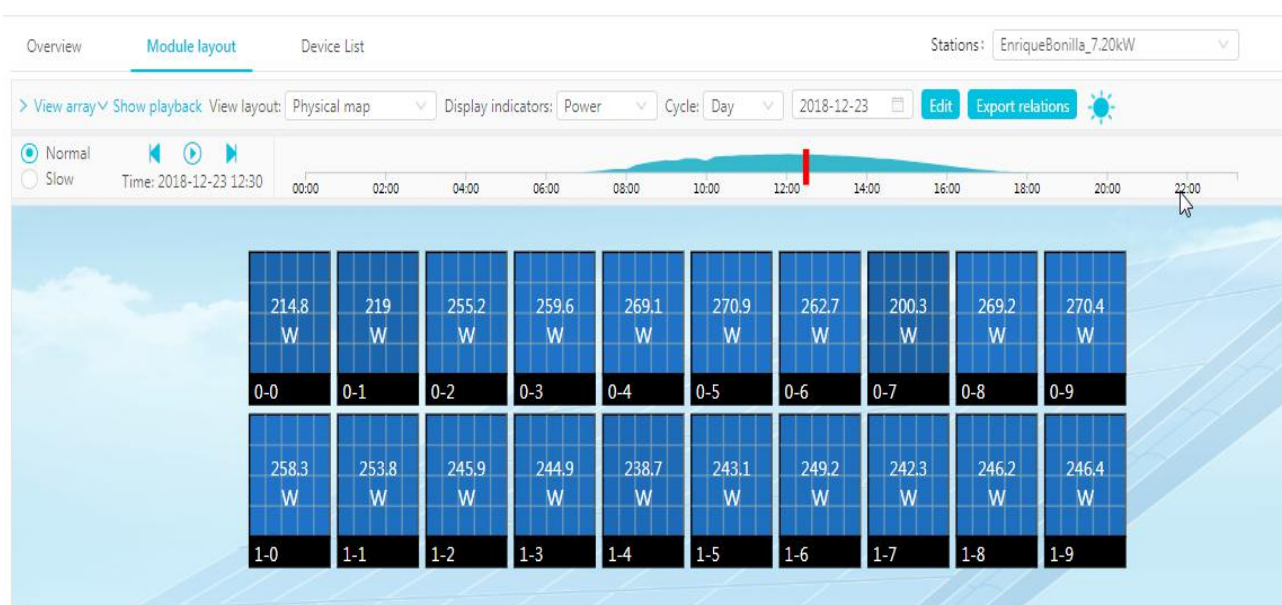 Overview Module layout Device List Stations: EnriqueBonilla_7.20kW
View array Show playback View layout: Physical map Display indicators: Power Cycle: Day 2018-12-23 Edit Export relations
Normal
Slow Time: 2018-12-23 12:30
00:00 02:00 04:00 06:00 08:00 10:00 12:00 14:00 16:00 18:00 20:00 22:00
214.8 219 255.2 259.6 269.1 270.9 262.7 200.3 269.2 270.4
W W W W W W W W W W
0-0 0-1 0-2 0-3 0-4 0-5 0-6 0-7 0-8 0-9
258.3 253.8 245.9 244.9 238.7 243.1 249.2 242.3 246.2 246.4
W W W W W W W W W W
1-0 1-1 1-2 1-3 1-4 1-5 1-6 1-7 1-8 1-9